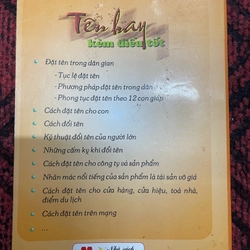 Tên hay
kèm điều tốt
Đặt tên trong dân gian
- Tục lệ đặt tên
- Phương pháp đặt tên trong dân
- Phong tục đặt tên theo 12 con giáp
Cách đặt tên cho con
Cách đổi tên
Kỹ thuật đổi tên của người lớn
Những cấm kỵ khi đổi tên
Cách đặt tên cho công ty và sản phẩm
Nhãn mác nổi tiếng của sản phẩm là tài sản vô giá
Cách đặt tên cho cửa hàng, cửa hiệu, toà nhà,
điểm du lịch
Cách đặt tên trên mạng
...